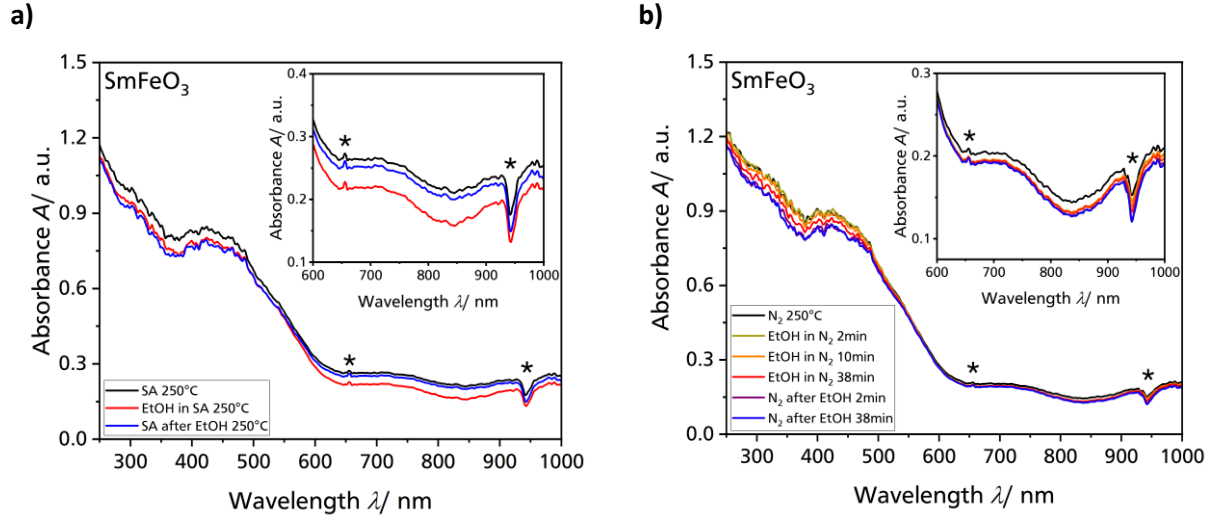 a)
SmFeO₃
Absorbance A/ a.u.
1.5
1.2
0.9
0.6
0.3
0.0
300 400 500 600 700 800 900 1000
Wavelength λ/ nm
SA 250°C
EtOH in SA 250°C
SA after EtOH 250°C
*
*
Absorbance A/ a.u.
0.4
0.3
0.2
0.1
600 700 800 900 1000
Wavelength λ/ nm
*
*
b)
SmFeO₃
Absorbance A/ a.u.
1.5
1.2
0.9
0.6
0.3
0.0
300 400 500 600 700 800 900 1000
Wavelength λ/ nm
N₂ 250°C
EtOH in N₂ 2min
EtOH in N₂ 10min
EtOH in N₂ 38min
N₂ after EtOH 2min
N₂ after EtOH 38min
*
*
Absorbance A/ a.u.
0.3
0.2
0.1
600 700 800 900 1000
Wavelength λ/ nm
*
*